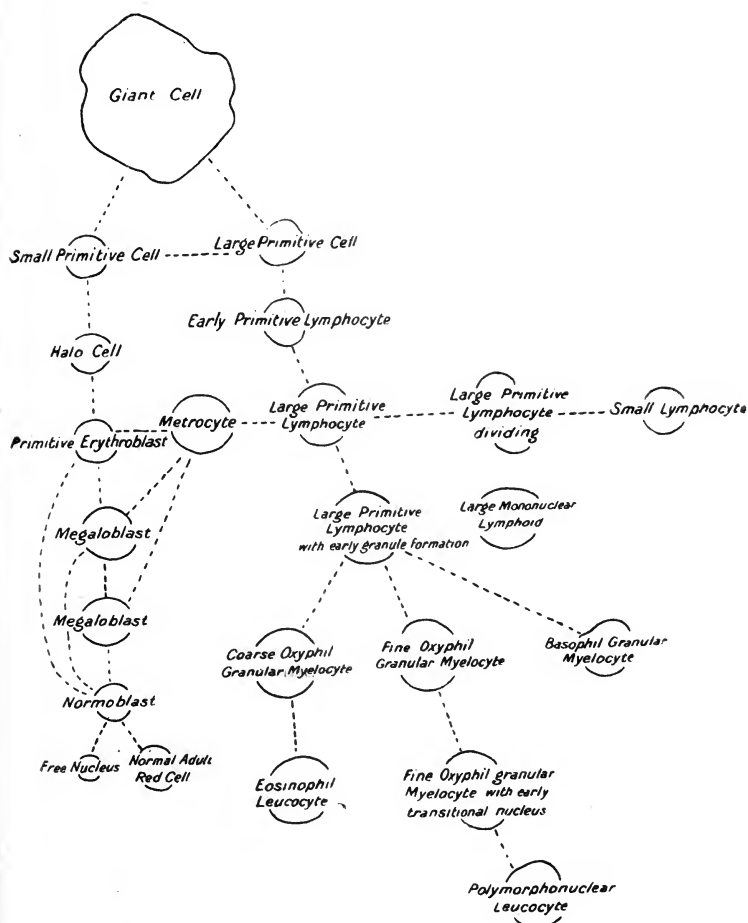 Giant Cell
Small Primitive Cell
Large Primitive Cell
Early Primitive Lymphocyte
Halo Cell
Large Primitive
Lymphocyte
Large Primitive
Lymphocyte
dividing
Small Lymphocyte
Metrocyte
Primitive Erythroblast
Large Primitive
Lymphocyte
with early granule formation
Large Mononuclear
Lymphoid
Megaloblast
Megaloblast
Coarse Oxyphil
Granular Myelocyte
Fine Oxyphil
Granular Myelocyte
Basophil Granular
Myelocyte
Normoblast
Free Nucleus
Normal Adult
Red Cell
Eosinophil
Leucocyte
Fine Oxyphil granular
Myelocyte with early
transitional nucleus
Polymorphonuclear
Leucocyte